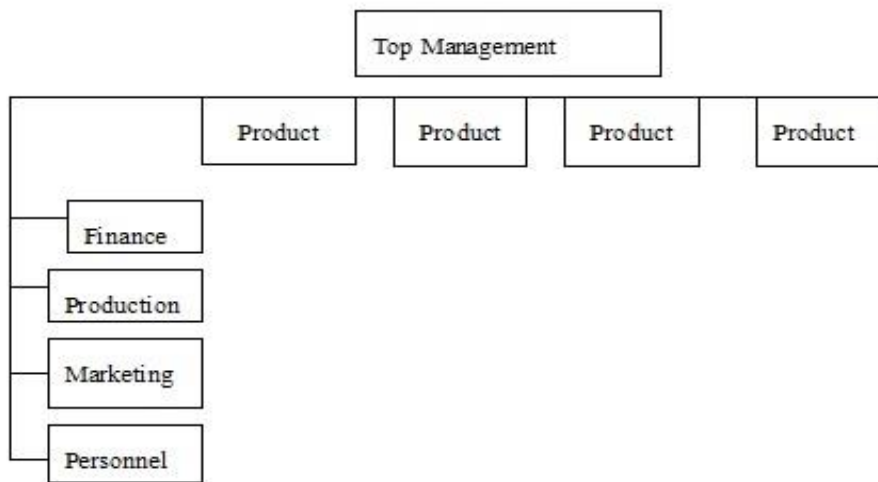 Top Management
Product Product Product Product
Finance
Production
Marketing
Personnel